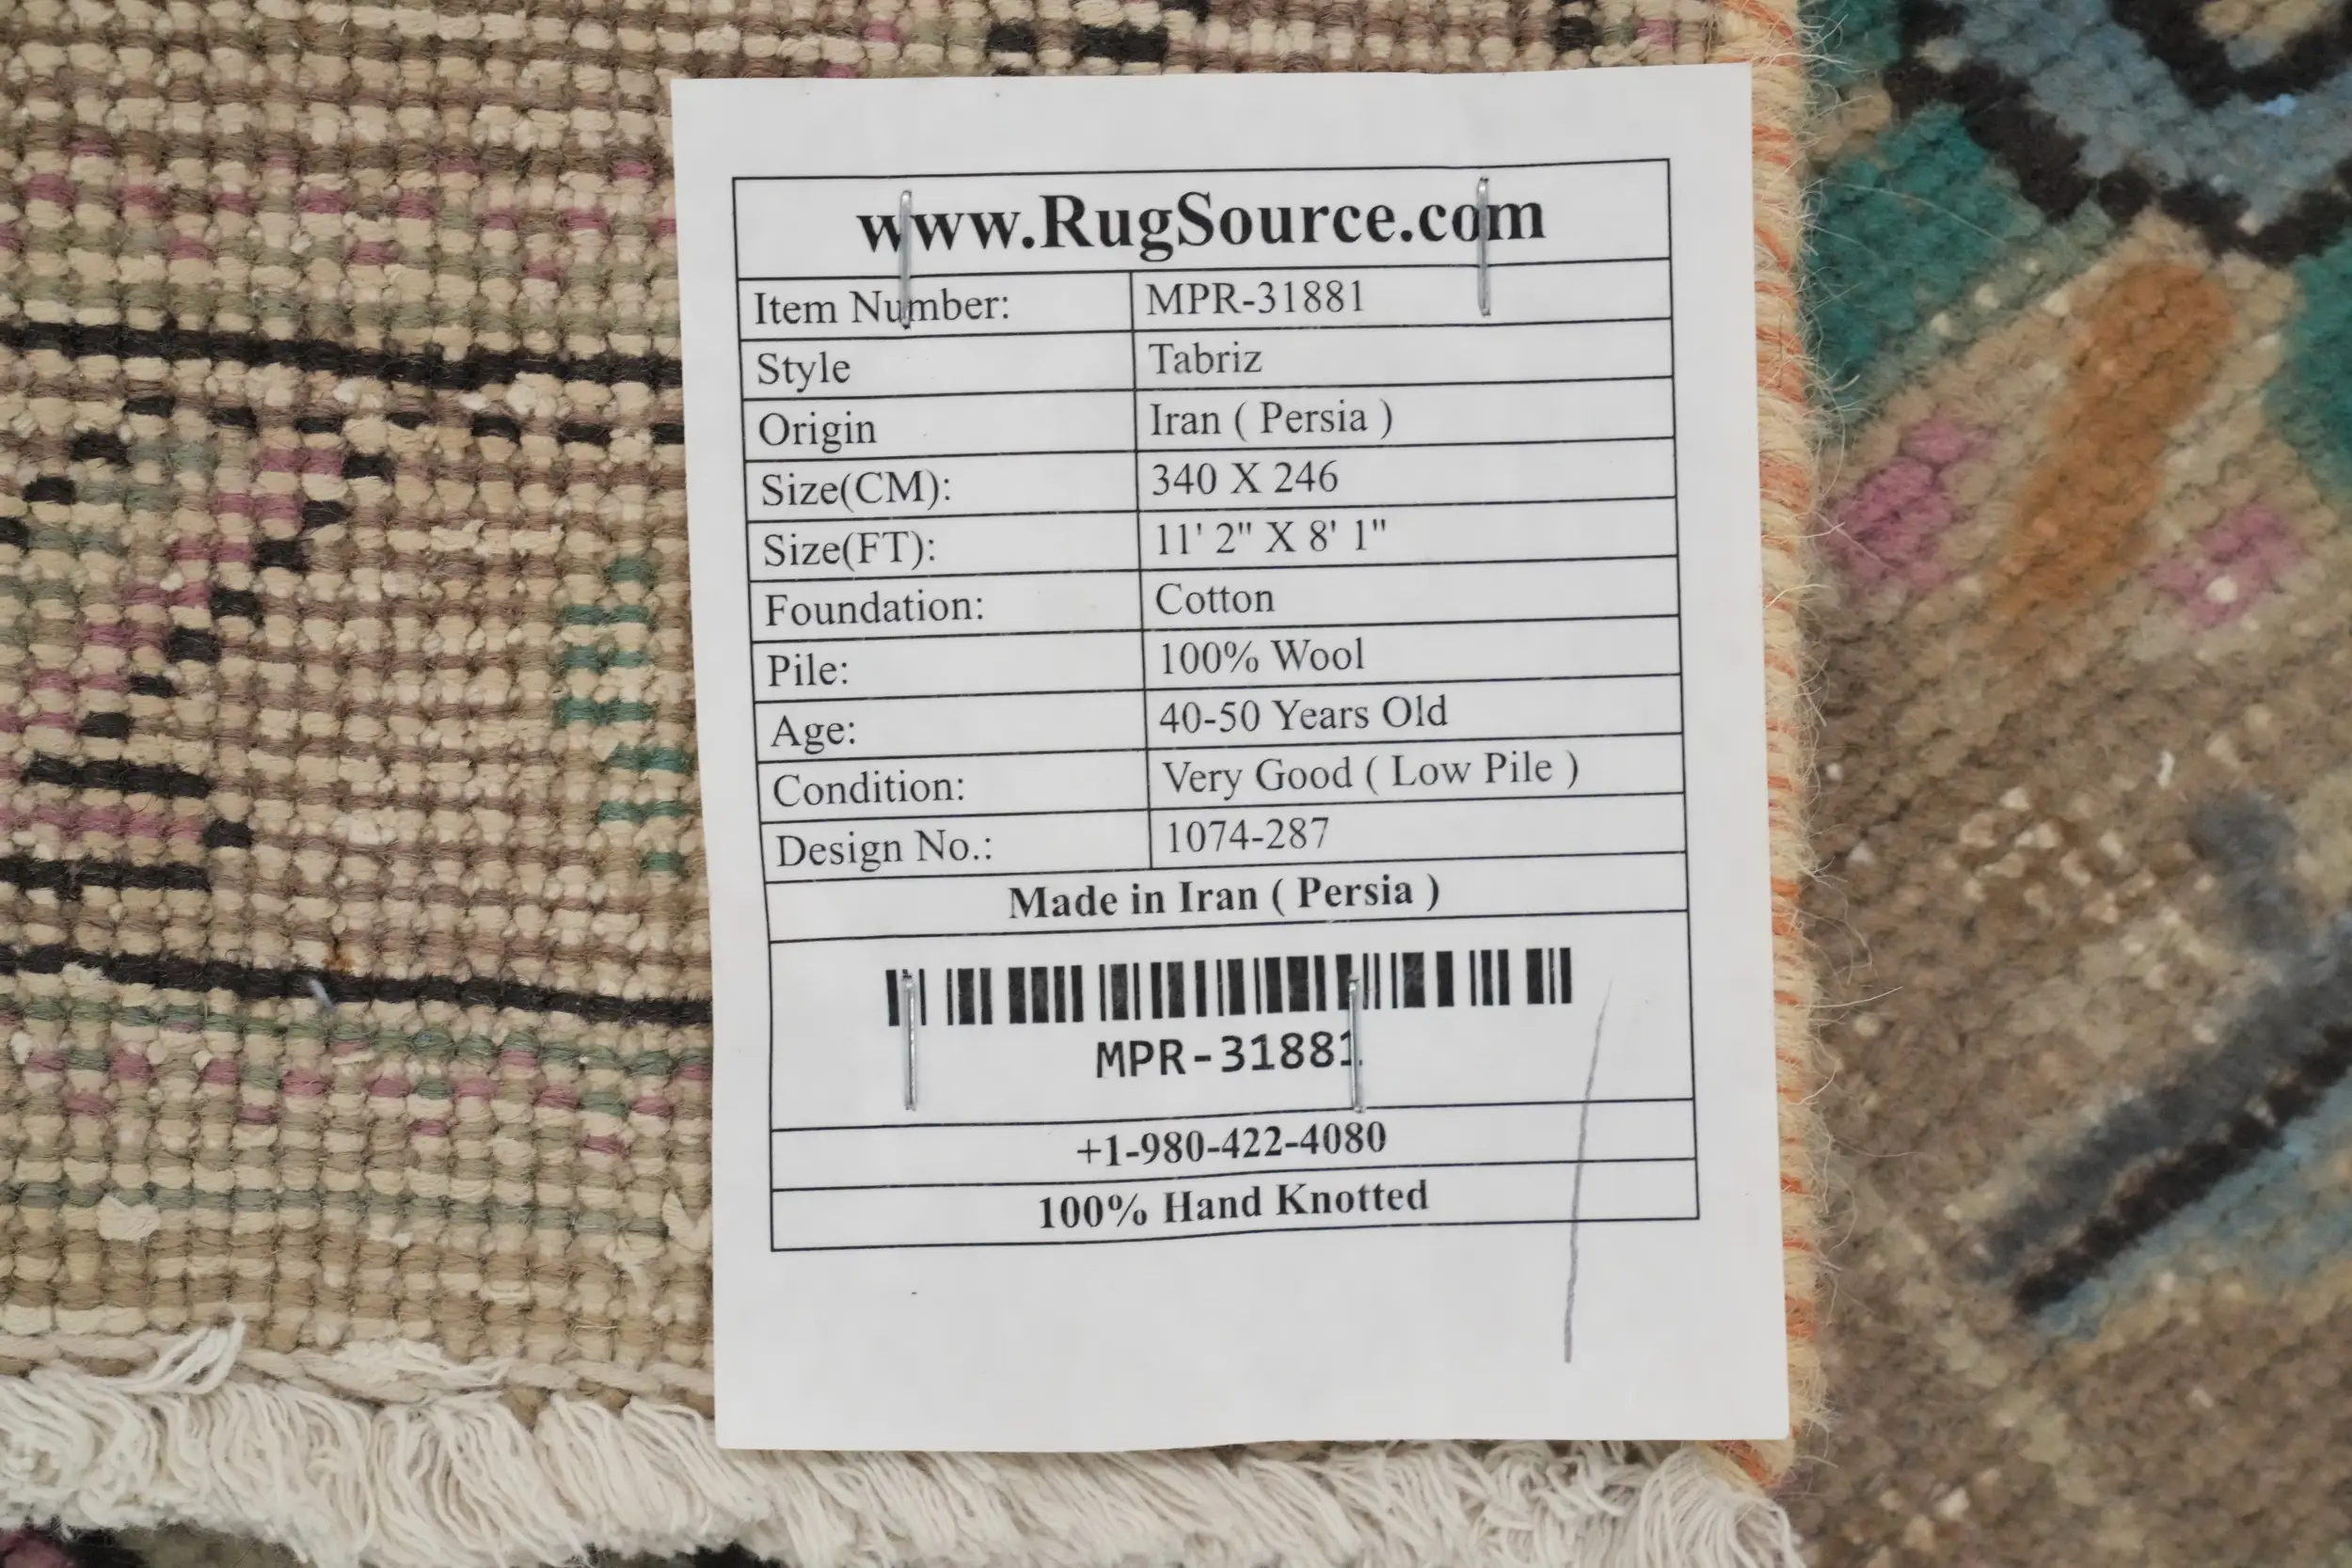 www.RugSource.com
Item Number: MPR-31881
Style Tabriz
Origin Iran ( Persia )
Size(CM): 340 X 246
Size(FT): 11' 2" X 8' 1"
Foundation: Cotton
Pile: 100% Wool
Age: 40-50 Years Old
Condition: Very Good ( Low Pile )
Design No.: 1074-287
Made in Iran ( Persia )
MPR-31881
+1-980-422-4080
100% Hand Knotted